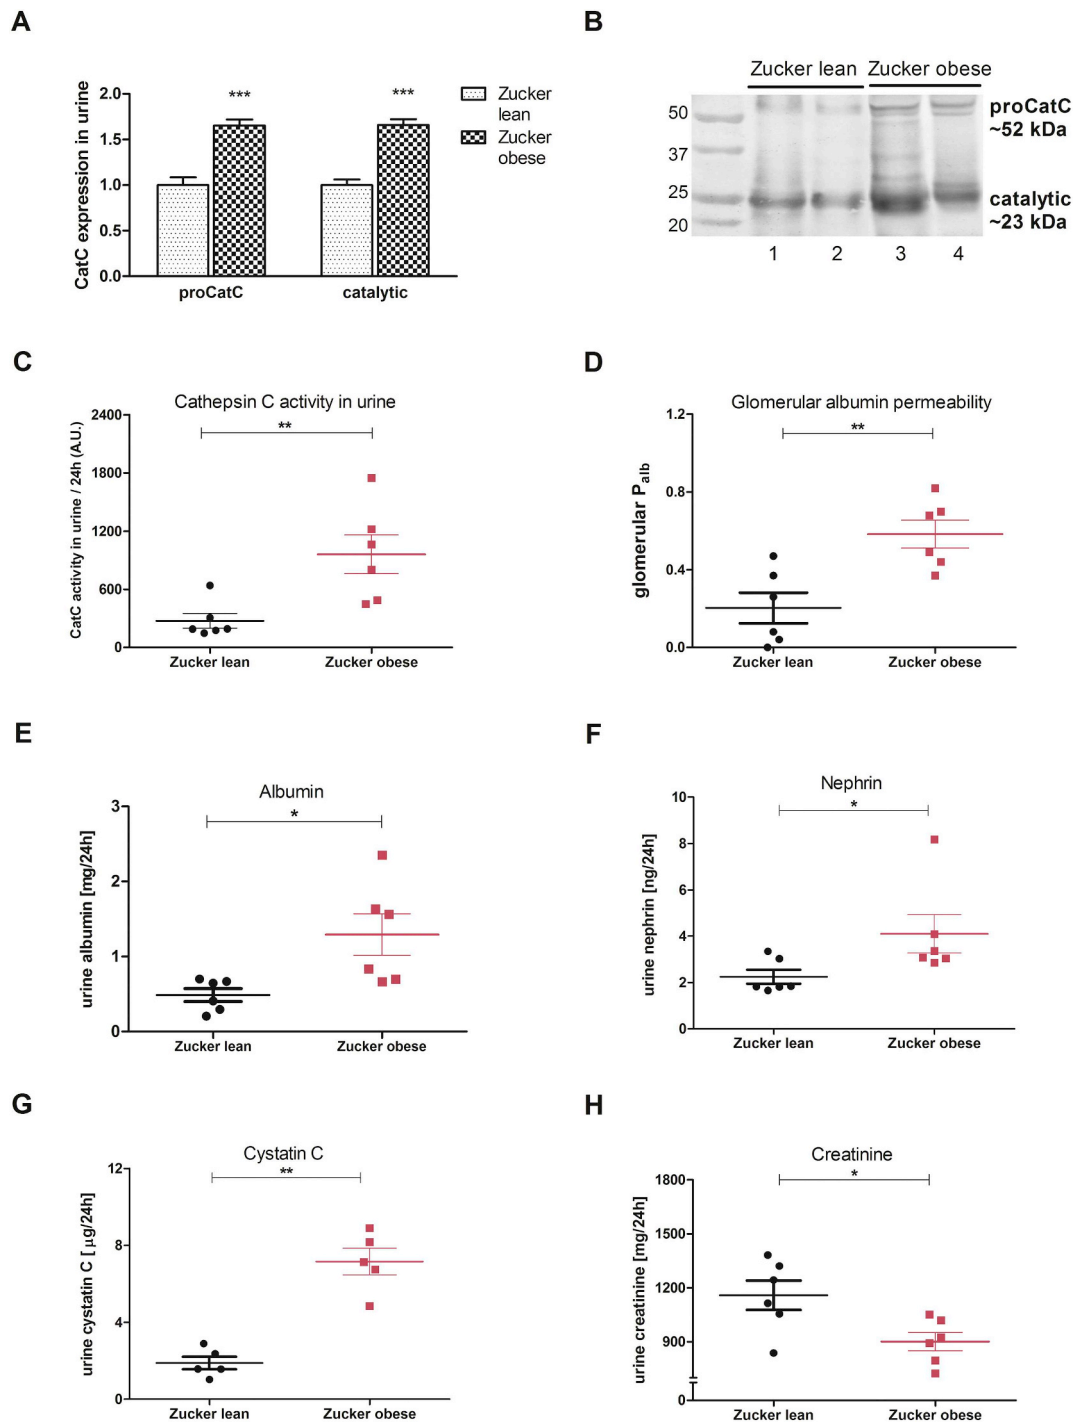 A
CatC expression in urine
2.0
1.5
1.0
0.5
0.0
***
***
proCatC
catalytic
Zucker
lean
Zucker
obese
B
Zucker lean
Zucker obese
50
37
25
20
proCatC
~52 kDa
catalytic
~23 kDa
1
2
3
4
C
Cathepsin C activity in urine
CatC activity in urine / 24h (A.U.)
2400
1800
1200
600
0
**
Zucker lean
Zucker obese
D
Glomerular albumin permeability
glomerular Palb
1.2
0.8
0.4
0.0
**
Zucker lean
Zucker obese
E
Albumin
urine albumin [mg/24h]
3
2
1
0
*
Zucker lean
Zucker obese
F
Nephrin
urine nephrin [ng/24h]
10
8
6
4
2
0
*
Zucker lean
Zucker obese
G
Cystatin C
urine cystatin C [ µg/24h]
12
8
4
0
**
Zucker lean
Zucker obese
H
Creatinine
urine creatinine [mg/24h]
1800
1500
1200
900
0
*
Zucker lean
Zucker obese